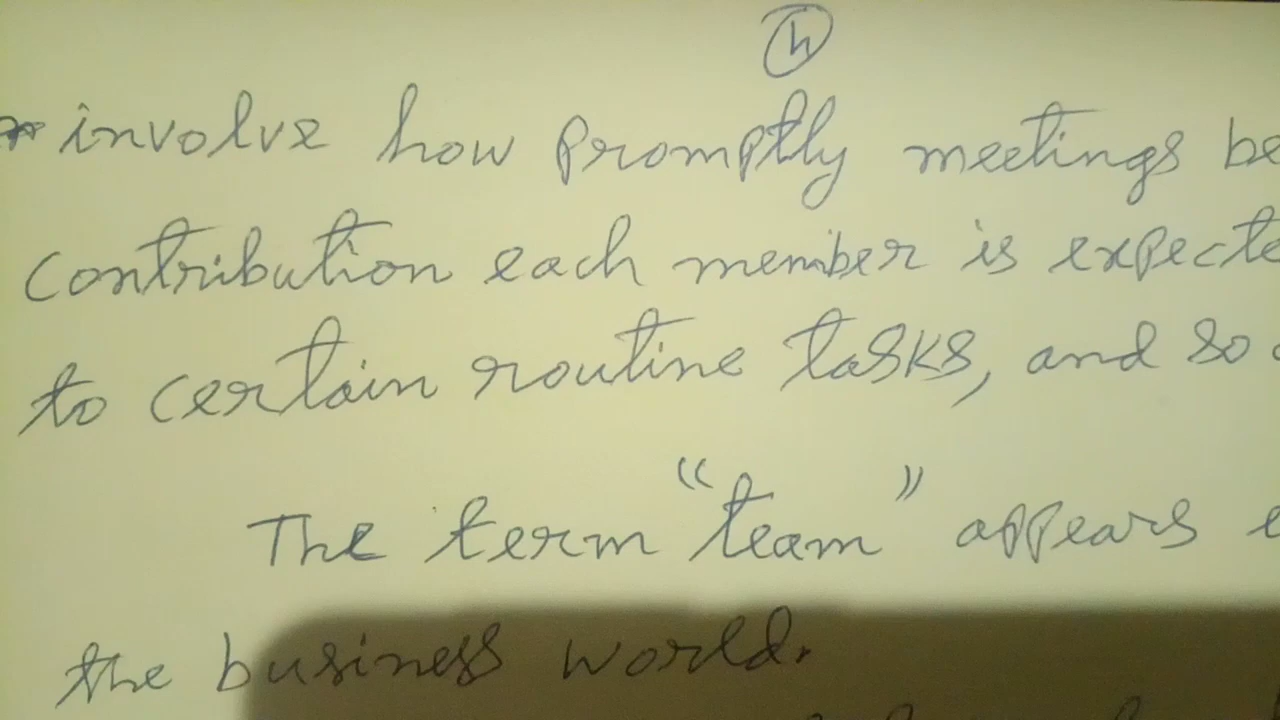 h
involve how promptly meetings be
contribution each member is expecte
to certain routine tasks, and so
The term "team" appears
the business world.